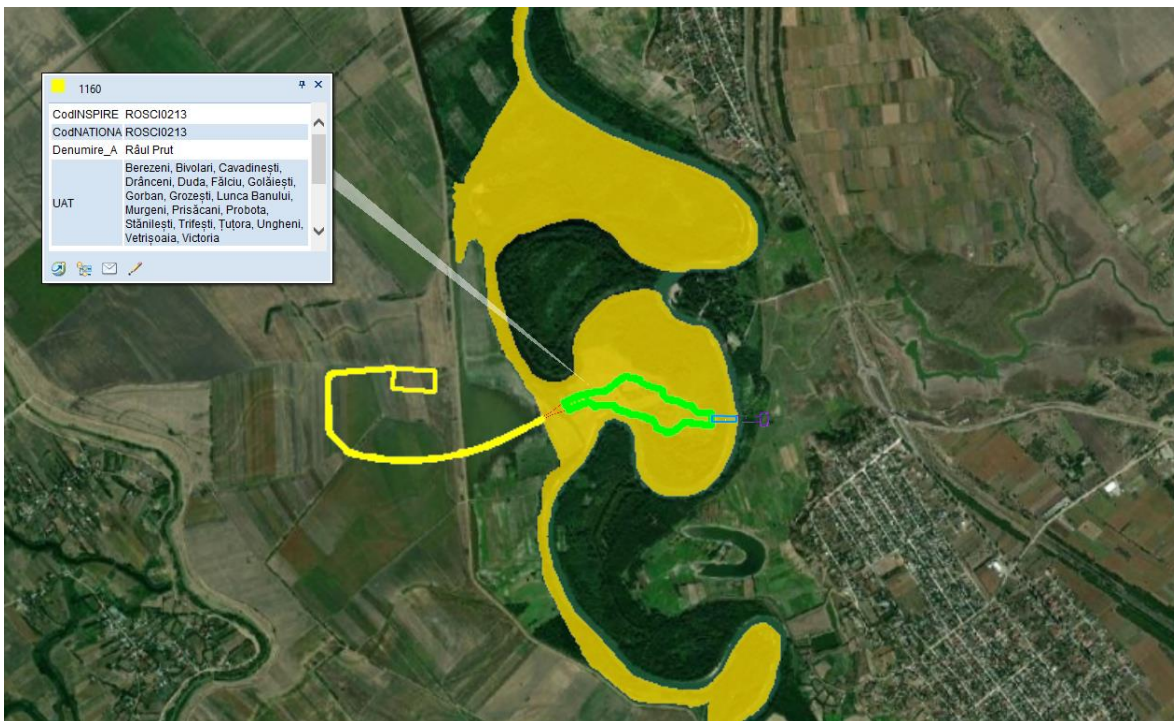 1160
CodINSPIRE ROSCI0213
CodNATIONA ROSCI0213
Denumire_A Râul Prut
UAT
Berezeni, Bivolari, Cavadinești,
Drânceni, Duda, Fălciu, Golăiești,
Gorban, Grozești, Lunca Banului,
Murgeni, Prisăcani, Probota,
Stănilești, Trifești, Țuțora, Ungheni,
Vetrișoaia, Victoria